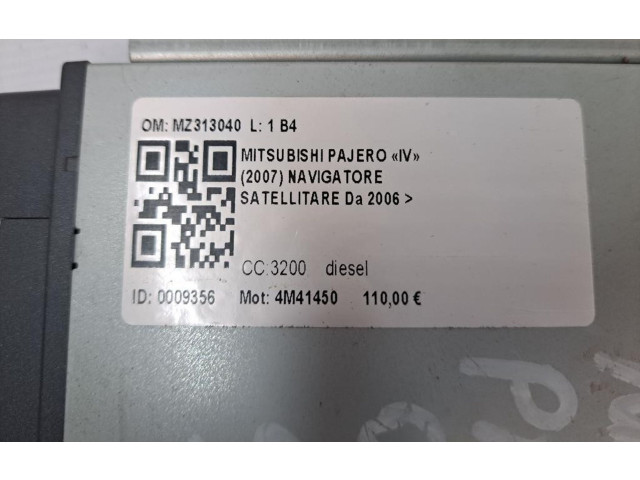 OM: MZ313040 L: 1 B4
MITSUBISHI PAJERO «IV»
(2007) NAVIGATORE
SATELLITARE Da 2006 >
CC:3200 diesel
ID: 0009356 Mot: 4M41450 110,00 €